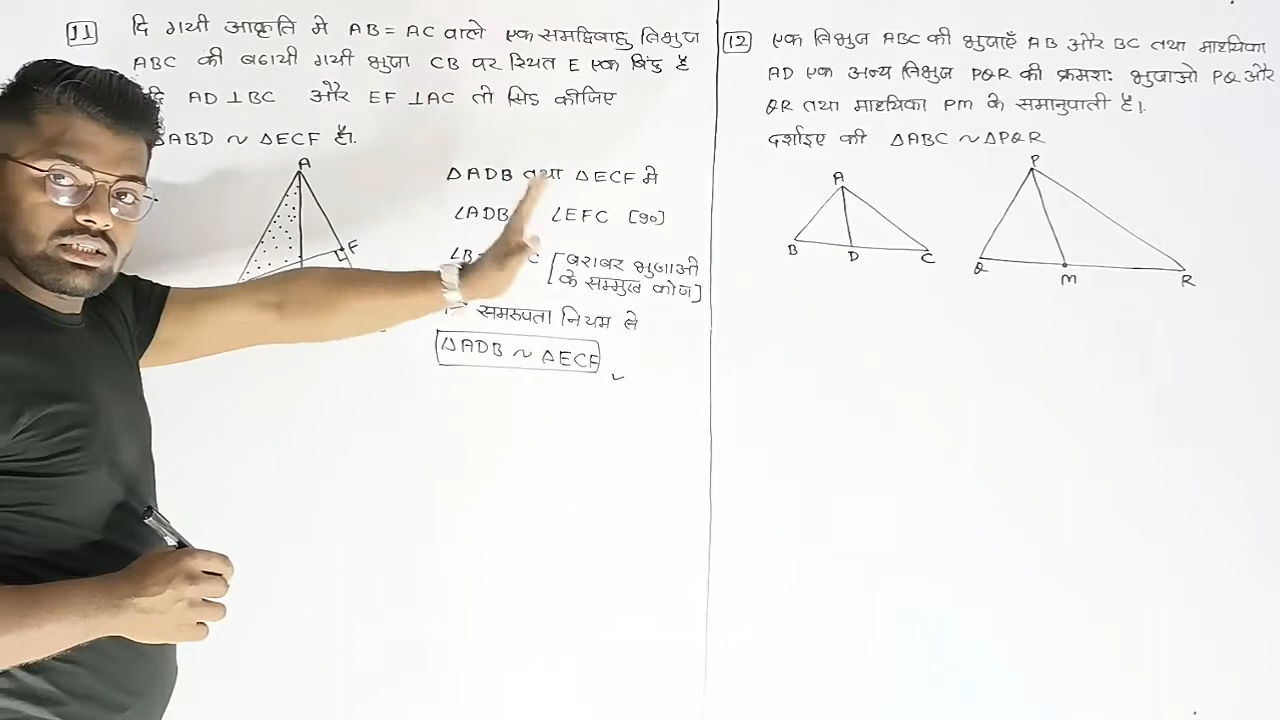 11 दि गयी आकृति मे AB = AC वाले एक समद्विबाहु तिभुज
ABC की बढायी गयी भुजा CB पर स्थित E एक बिंदु है
AD ⊥ BC और EF ⊥ AC तो सिद्द कीजिए
ABD ~ ΔECF है।
A
F
ΔADB तथा ΔECF मे
∠ADB ∠EFC [90]
∠B = C [बराबर भुजाओ
के सम्मुख कोण]
समरुपता नियम से
ΔADB ~ ΔECF
12 एक तिभुज ABC की भुजाएँ AB और BC तथा माध्यिका
AD एक अन्य तिभुज PQR की क्रमशः भुजाओ PQ और
QR तथा माध्यिका PM के समानुपाती है।
दर्शाइए की ΔABC ~ ΔPQR
A
B
D
C
P
Q
M
R